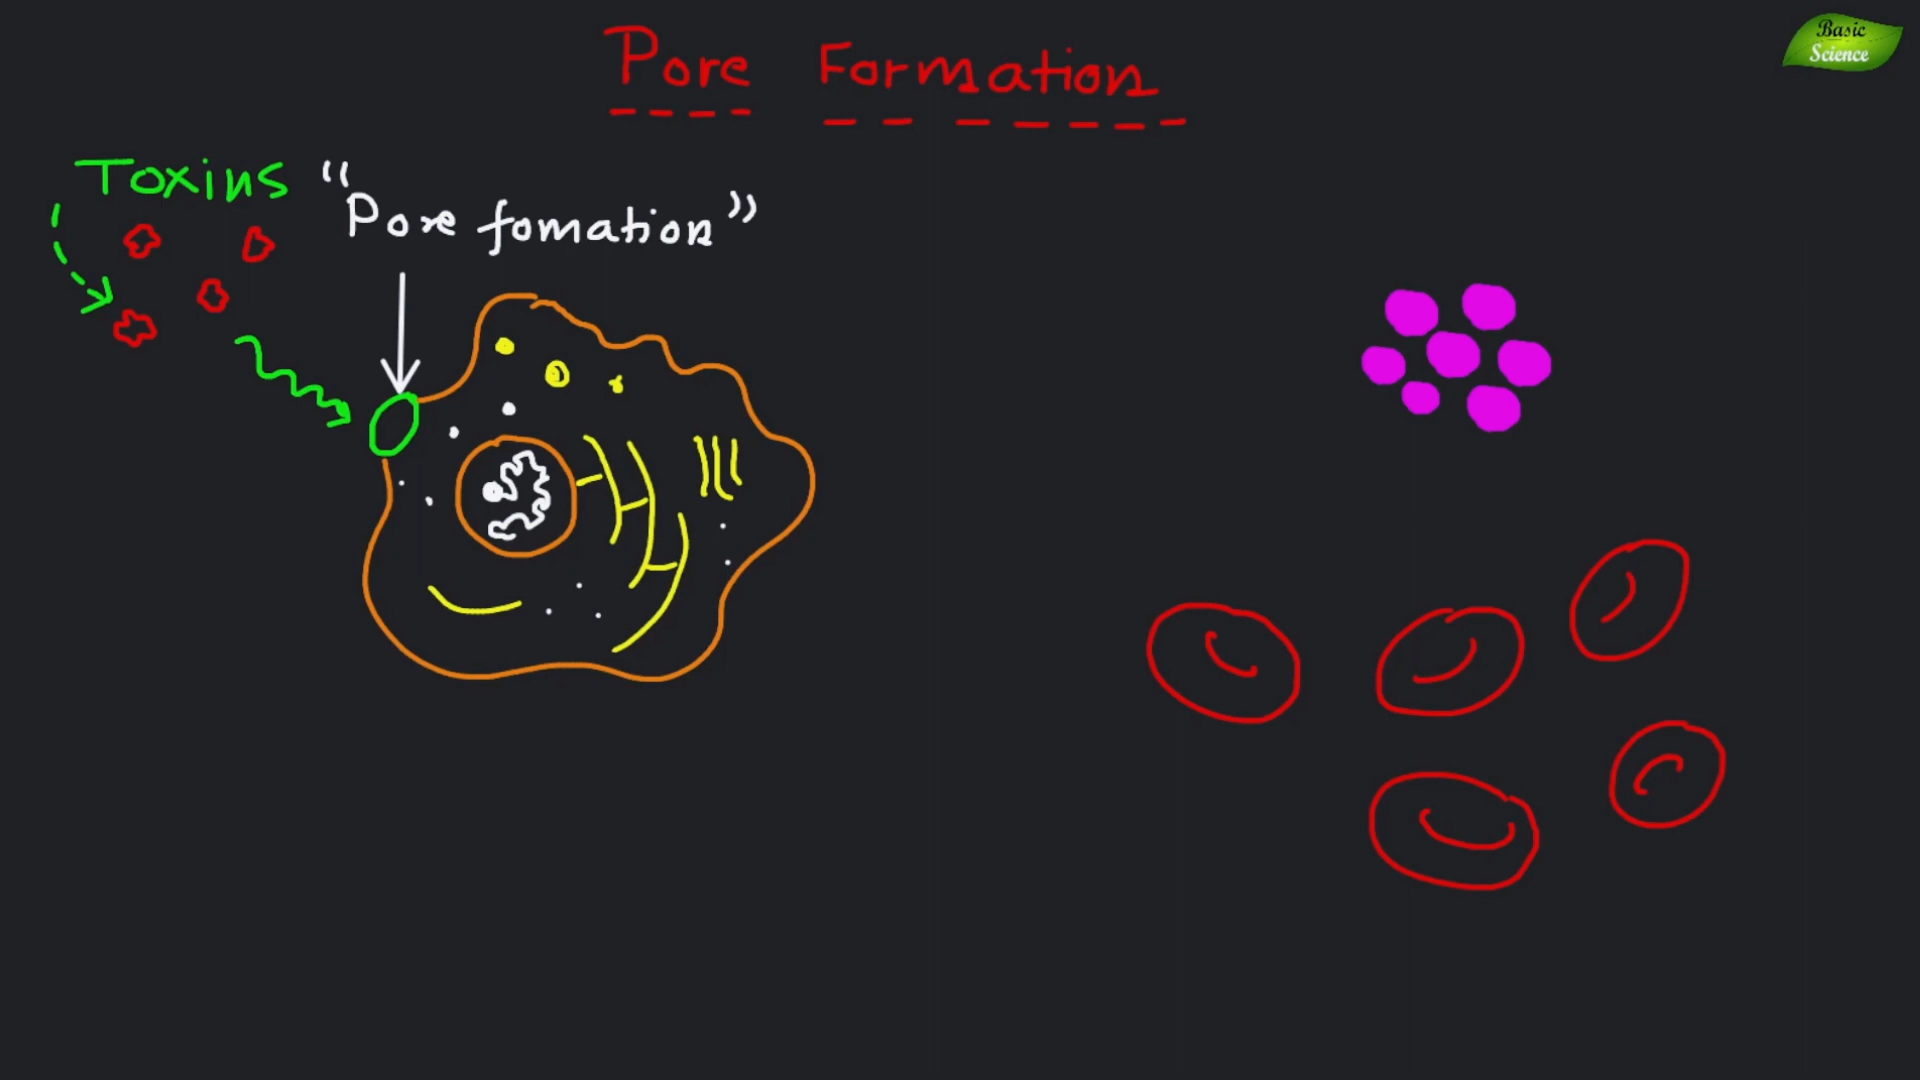 Pore Formation
Basic
Science
Toxins
"Pore fomation"